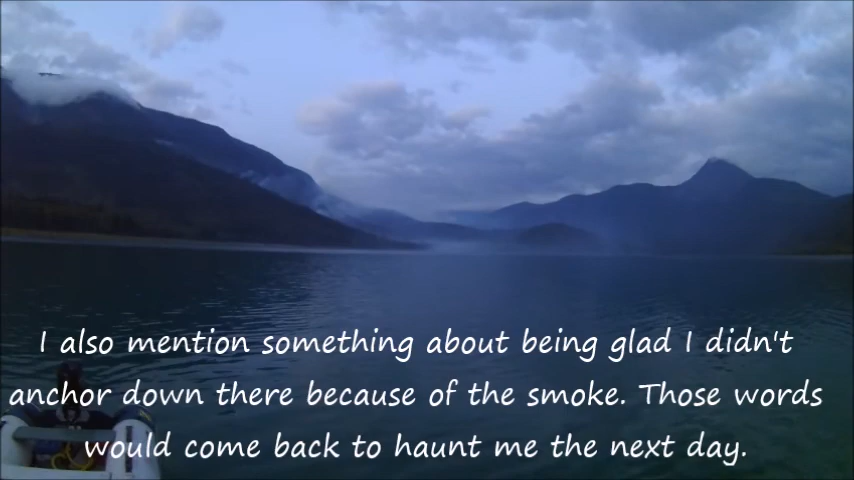 I also mention something about being glad I didn't
anchor down there because of the smoke. Those words
would come back to haunt me the next day.